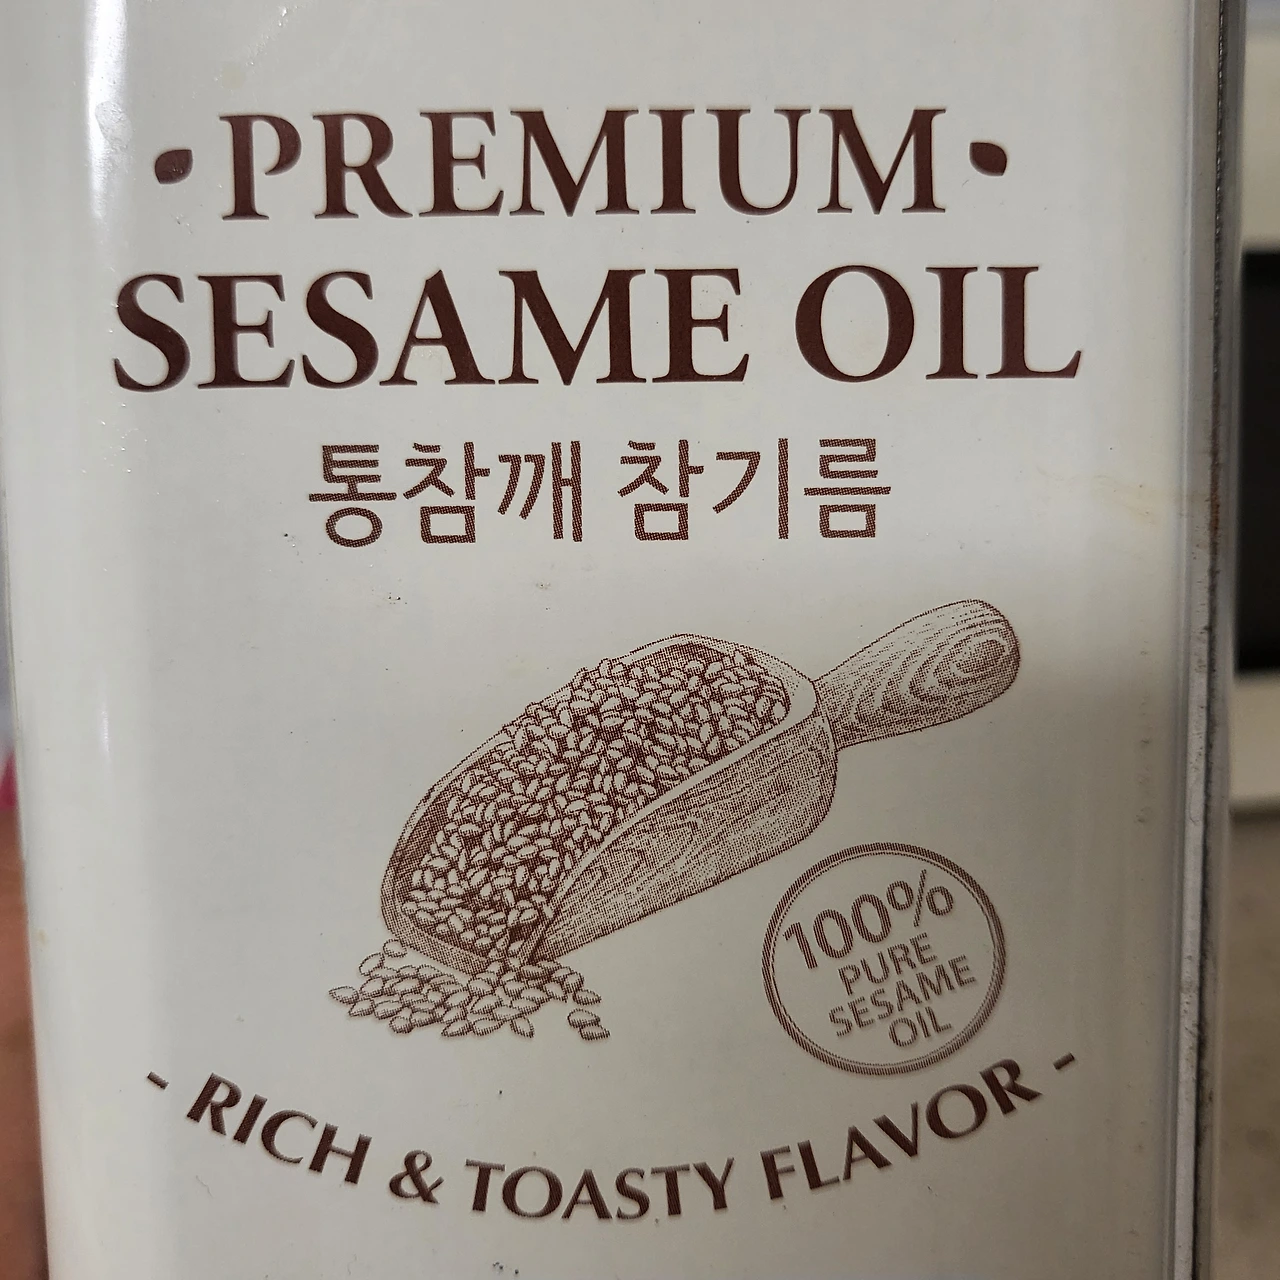 PREMIUM
SESAME OIL
통참깨 참기름
100%
PURE
SESAME
OIL
- RICH & TOASTY FLAVOR -